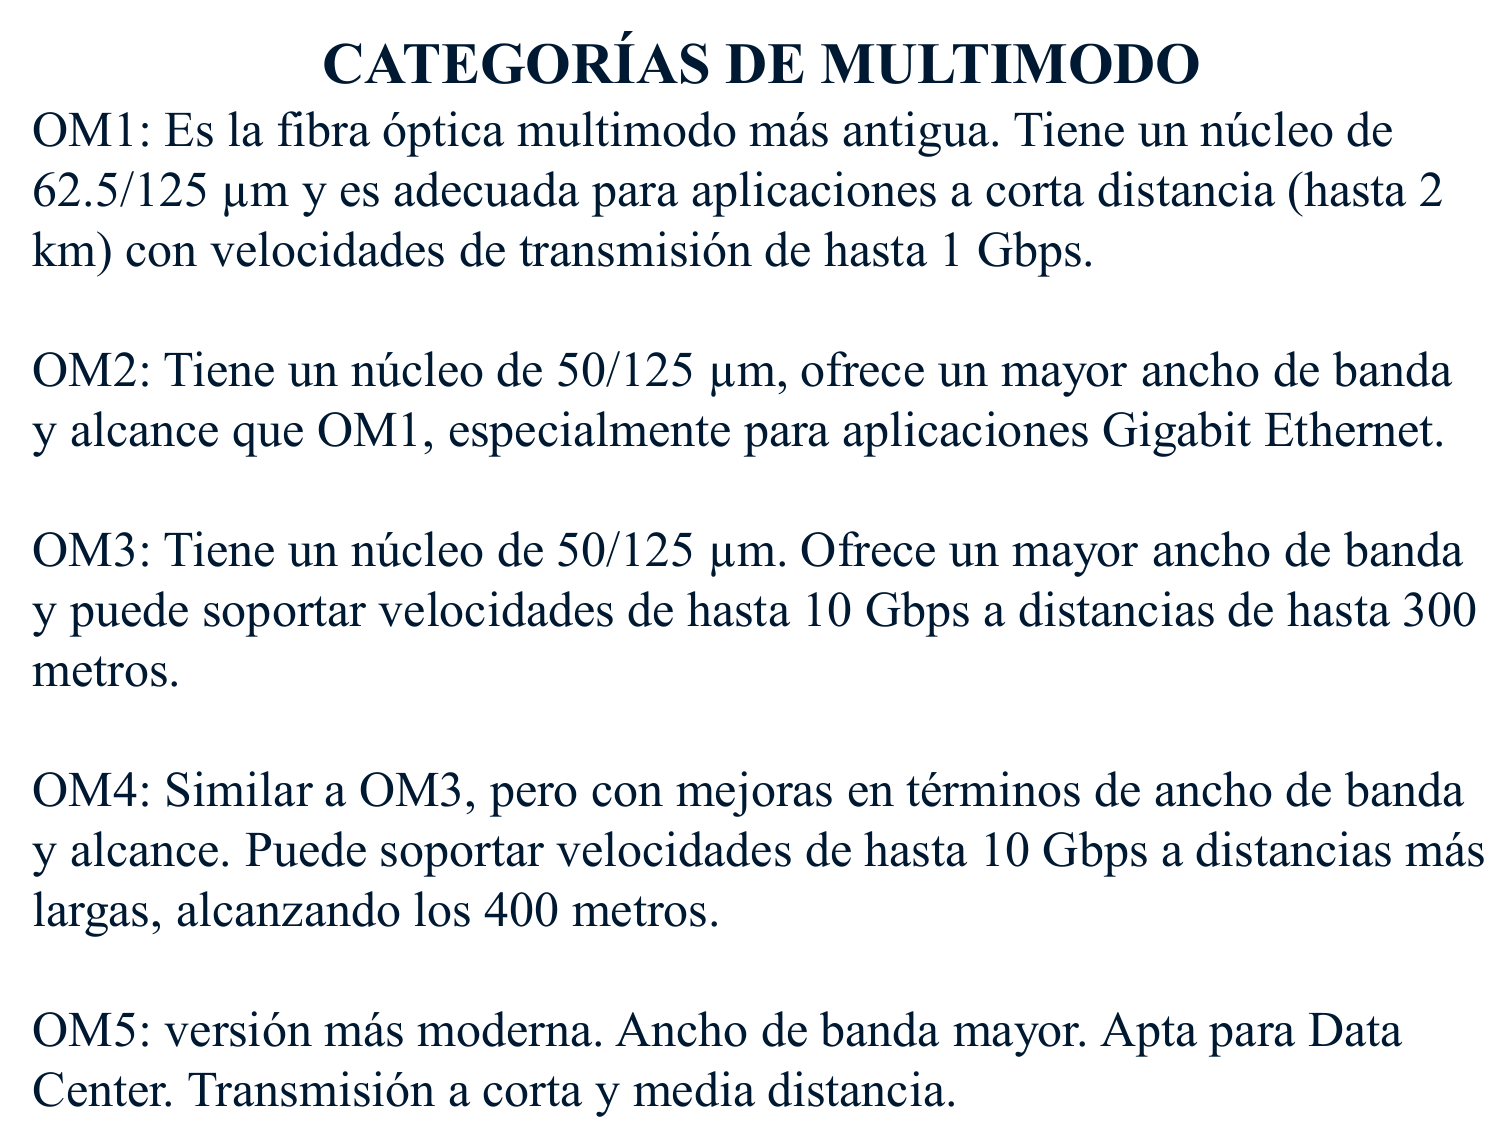 CATEGORÍAS DE MULTIMODO
OM1: Es la fibra óptica multimodo más antigua. Tiene un núcleo de
62.5/125 µm y es adecuada para aplicaciones a corta distancia (hasta 2
km) con velocidades de transmisión de hasta 1 Gbps.
OM2: Tiene un núcleo de 50/125 µm, ofrece un mayor ancho de banda
y alcance que OM1, especialmente para aplicaciones Gigabit Ethernet.
OM3: Tiene un núcleo de 50/125 µm. Ofrece un mayor ancho de banda
y puede soportar velocidades de hasta 10 Gbps a distancias de hasta 300
metros.
OM4: Similar a OM3, pero con mejoras en términos de ancho de banda
y alcance. Puede soportar velocidades de hasta 10 Gbps a distancias más
largas, alcanzando los 400 metros.
OM5: versión más moderna. Ancho de banda mayor. Apta para Data
Center. Transmisión a corta y media distancia.